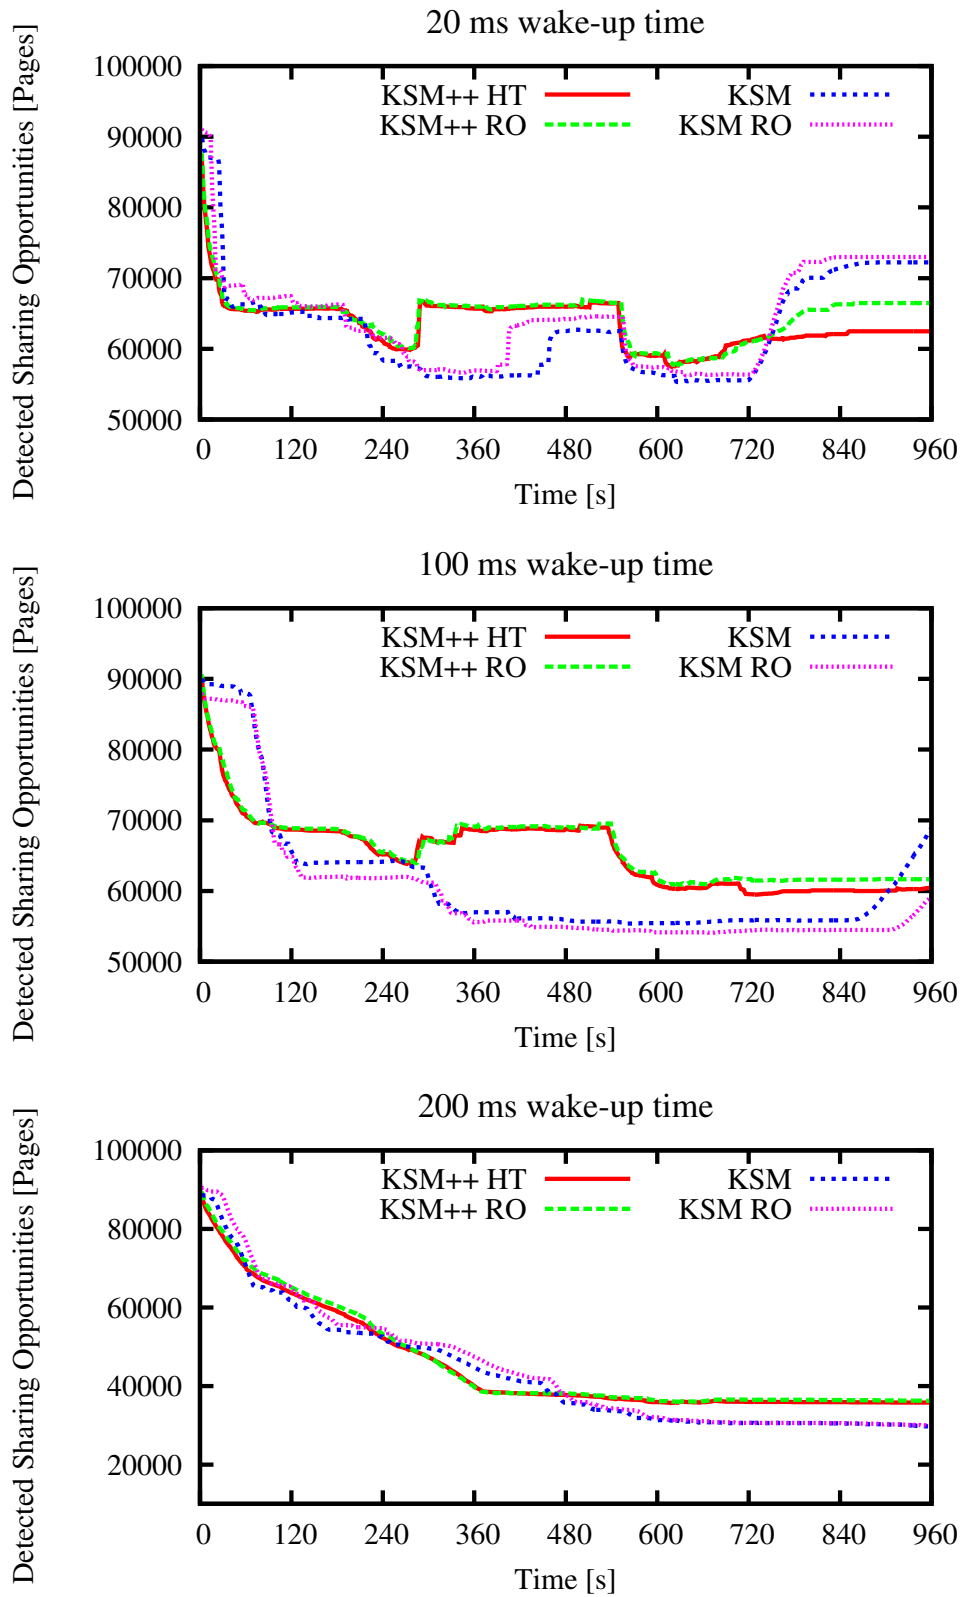 20 ms wake-up time
Detected Sharing Opportunities [Pages]
100000
90000
80000
70000
60000
50000
KSM++ HT
KSM++ RO
KSM
KSM RO
0 120 240 360 480 600 720 840 960
Time [s]
100 ms wake-up time
Detected Sharing Opportunities [Pages]
100000
90000
80000
70000
60000
50000
KSM++ HT
KSM++ RO
KSM
KSM RO
0 120 240 360 480 600 720 840 960
Time [s]
200 ms wake-up time
Detected Sharing Opportunities [Pages]
100000
80000
60000
40000
20000
KSM++ HT
KSM++ RO
KSM
KSM RO
0 120 240 360 480 600 720 840 960
Time [s]